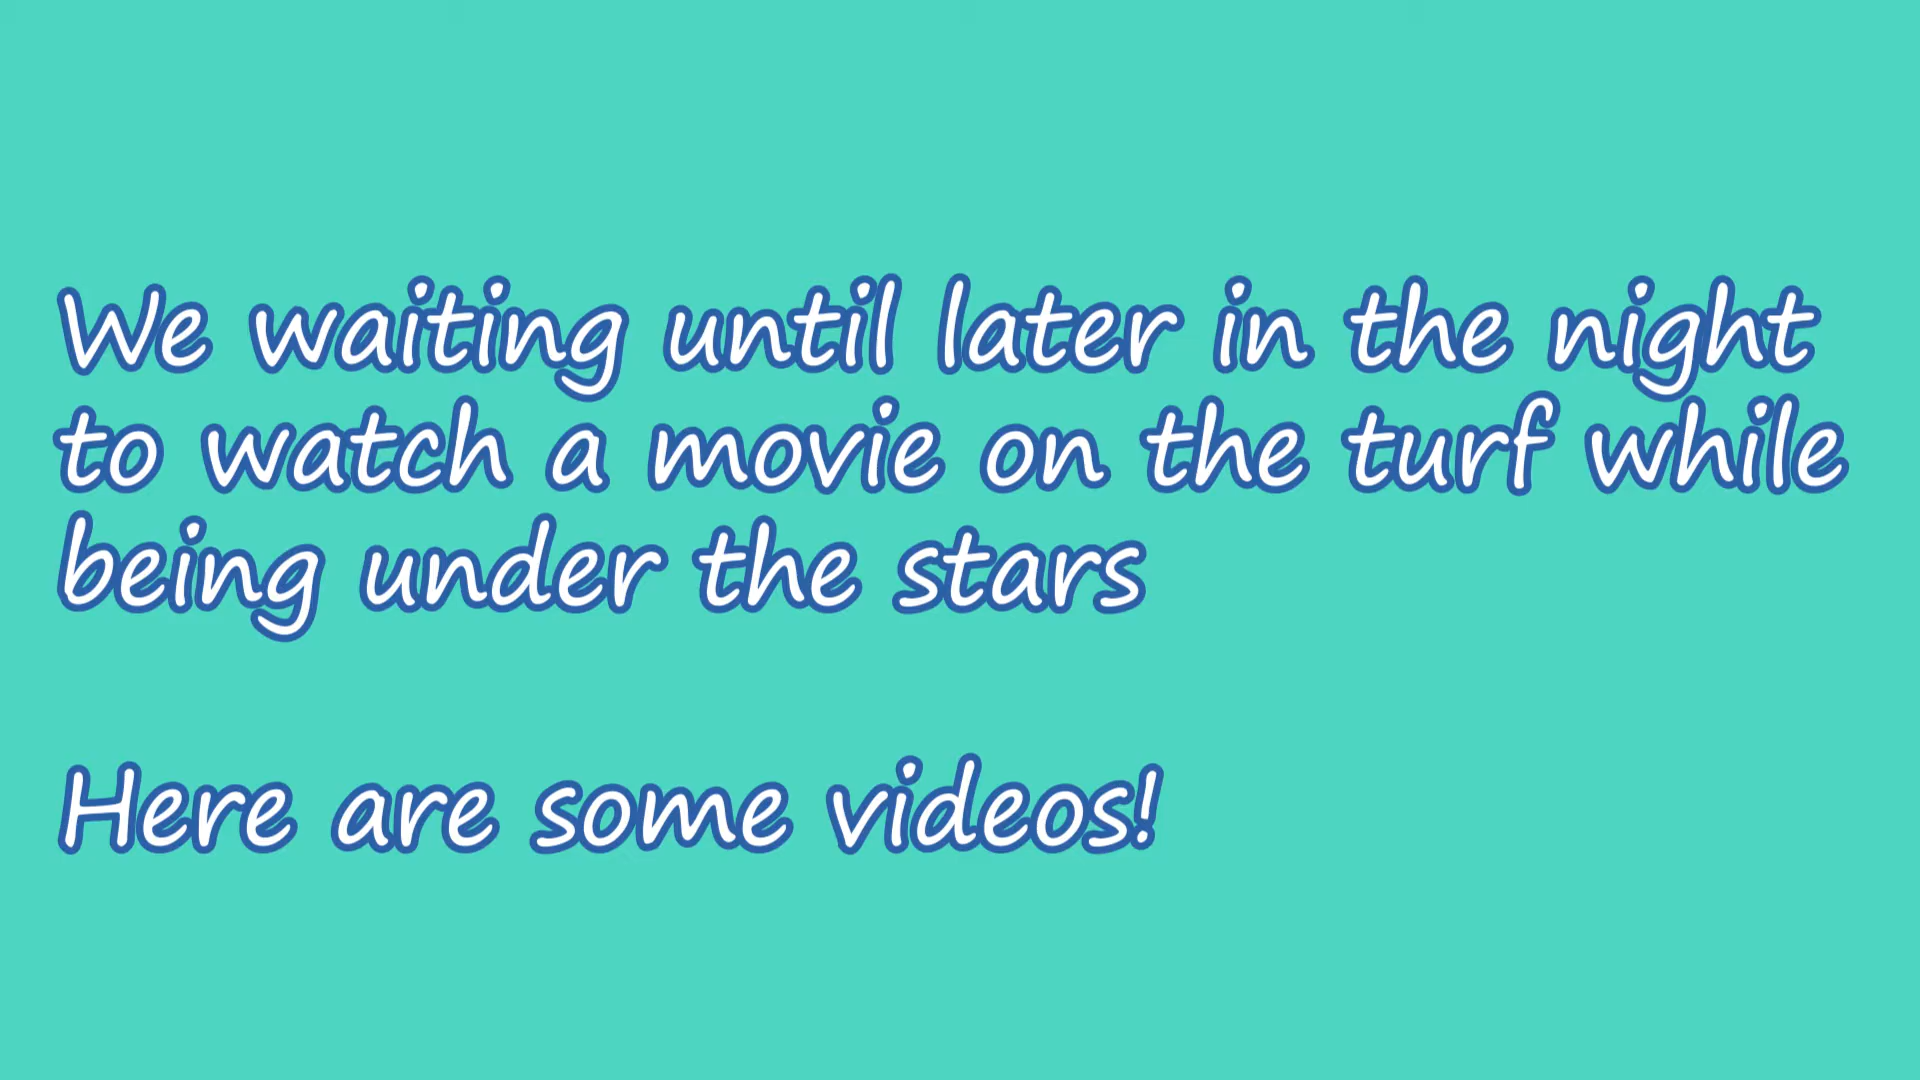 We waiting until later in the night
to watch a movie on the turf while
being under the stars
Here are some videos!